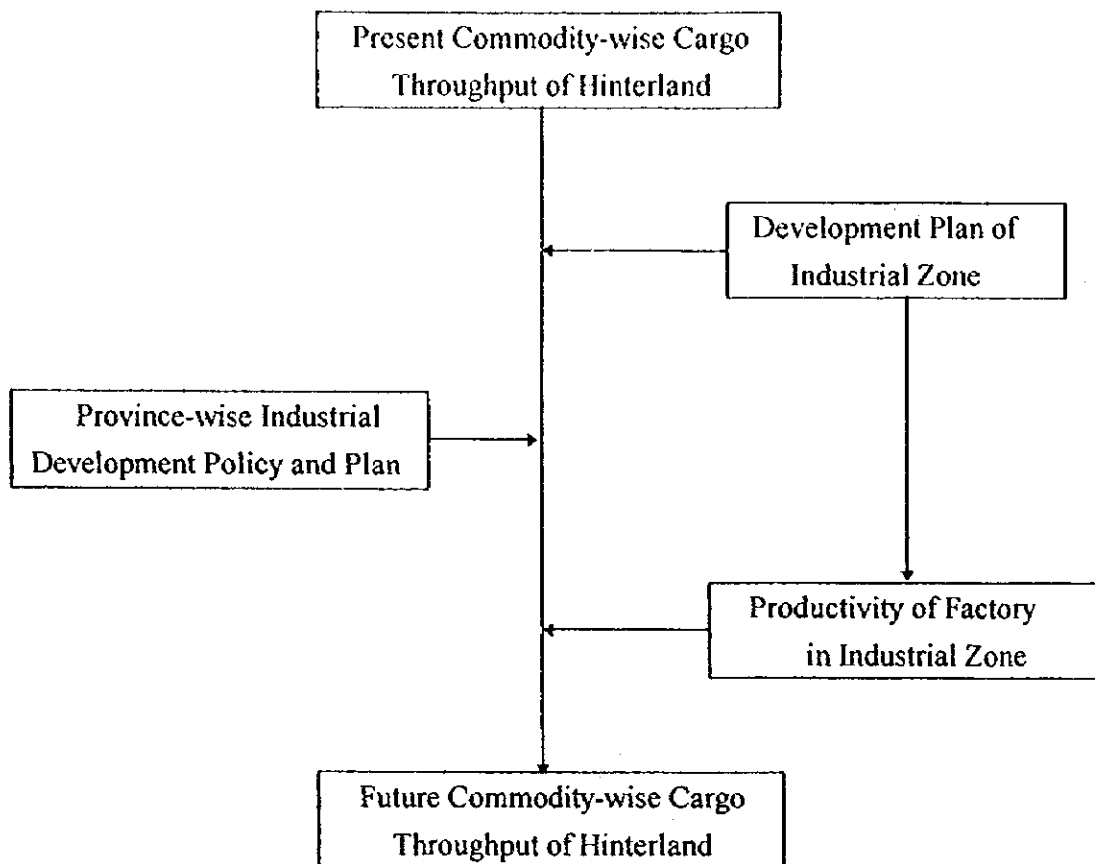 Present Commodity-wise Cargo
Throughput of Hinterland
Development Plan of
Industrial Zone
Province-wise Industrial
Development Policy and Plan
Productivity of Factory
in Industrial Zone
Future Commodity-wise Cargo
Throughput of Hinterland